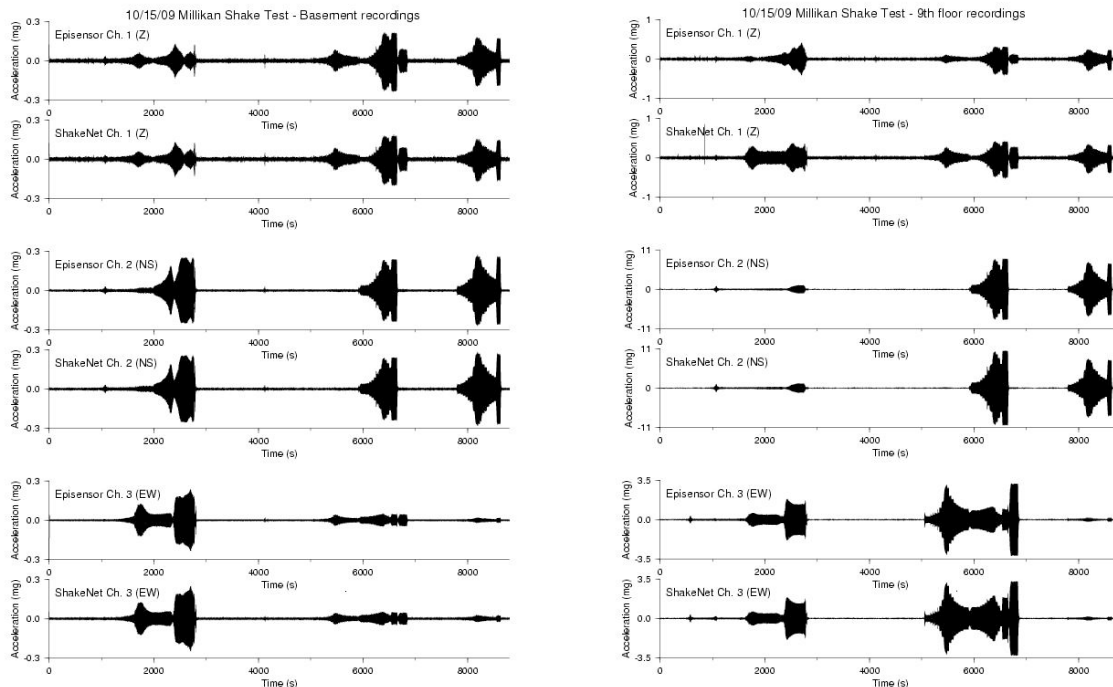 10/15/09 Millikan Shake Test - Basement recordings
Episensor Ch. 1 (Z)
Acceleration (mg)
0.3
0.0
-0.3
0 2000 4000 6000 8000
Time (s)
ShakeNet Ch. 1 (Z)
Acceleration (mg)
0.3
0.0
-0.3
0 2000 4000 6000 8000
Time (s)
Episensor Ch. 2 (NS)
Acceleration (mg)
0.3
0.0
-0.3
0 2000 4000 6000 8000
Time (s)
ShakeNet Ch. 2 (NS)
Acceleration (mg)
0.3
0.0
-0.3
0 2000 4000 6000 8000
Time (s)
Episensor Ch. 3 (EW)
Acceleration (mg)
0.3
0.0
-0.3
0 2000 4000 6000 8000
Time (s)
ShakeNet Ch. 3 (EW)
Acceleration (mg)
0.3
0.0
-0.3
0 2000 4000 6000 8000
Time (s)
10/15/09 Millikan Shake Test - 9th floor recordings
Episensor Ch. 1 (Z)
Acceleration (mg)
1
0
-1
0 2000 4000 6000 8000
Time (s)
ShakeNet Ch. 1 (Z)
Acceleration (mg)
1
0
-1
0 2000 4000 6000 8000
Time (s)
Episensor Ch. 2 (NS)
Acceleration (mg)
11
0
-11
0 2000 4000 6000 8000
Time (s)
ShakeNet Ch. 2 (NS)
Acceleration (mg)
11
0
-11
0 2000 4000 6000 8000
Time (s)
Episensor Ch. 3 (EW)
Acceleration (mg)
3.5
0.0
-3.5
0 2000 4000 6000 8000
Time (s)
ShakeNet Ch. 3 (EW)
Acceleration (mg)
3.5
0.0
-3.5
0 2000 4000 6000 8000
Time (s)